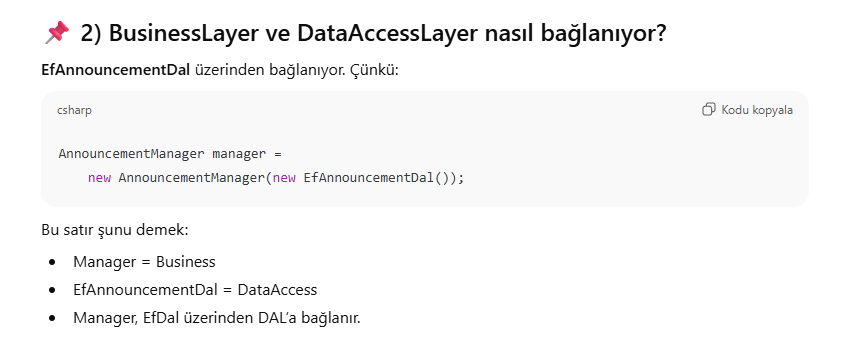 📌 2) BusinessLayer ve DataAccessLayer nasıl bağlanıyor?
EfAnnouncementDal üzerinden bağlanıyor. Çünkü:
csharp
Kodu kopyala
AnnouncementManager manager =
    new AnnouncementManager(new EfAnnouncementDal());
Bu satır şunu demek:
• Manager = Business
• EfAnnouncementDal = DataAccess
• Manager, EfDal üzerinden DAL’a bağlanır.